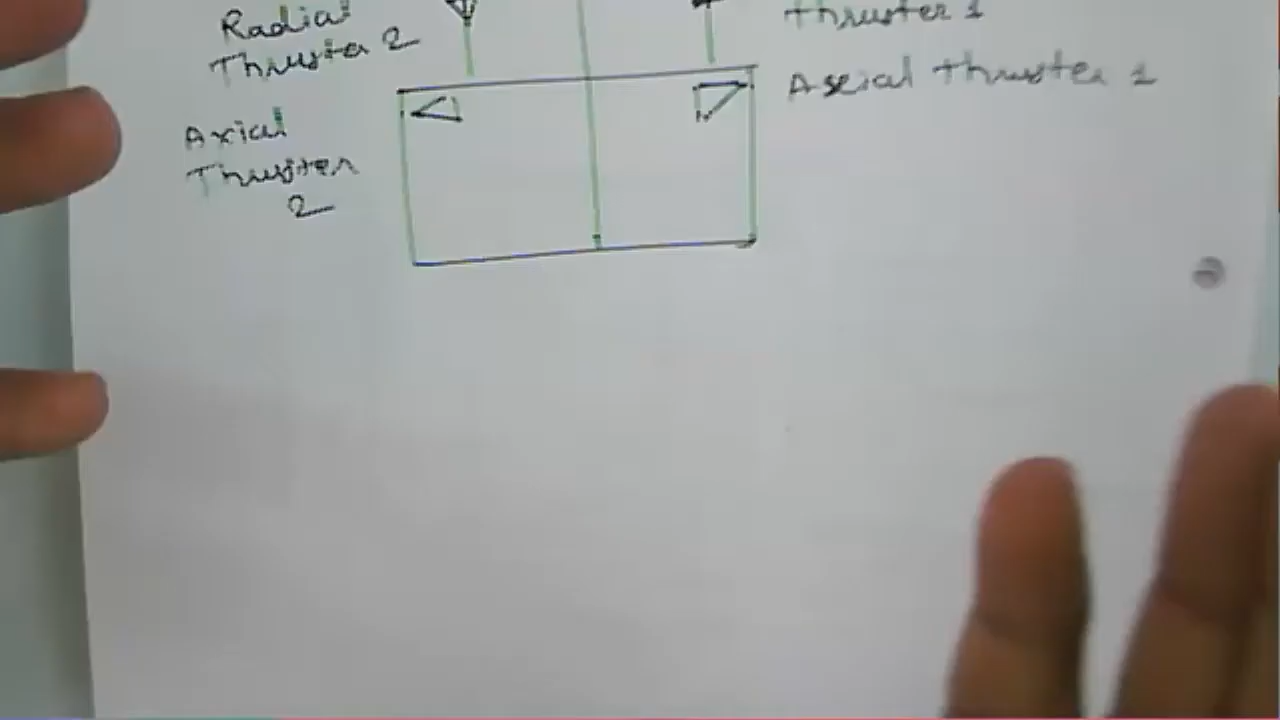 Radial
Thruster 2
thruster 1
Axial thruster 1
Axial
Thruster
2